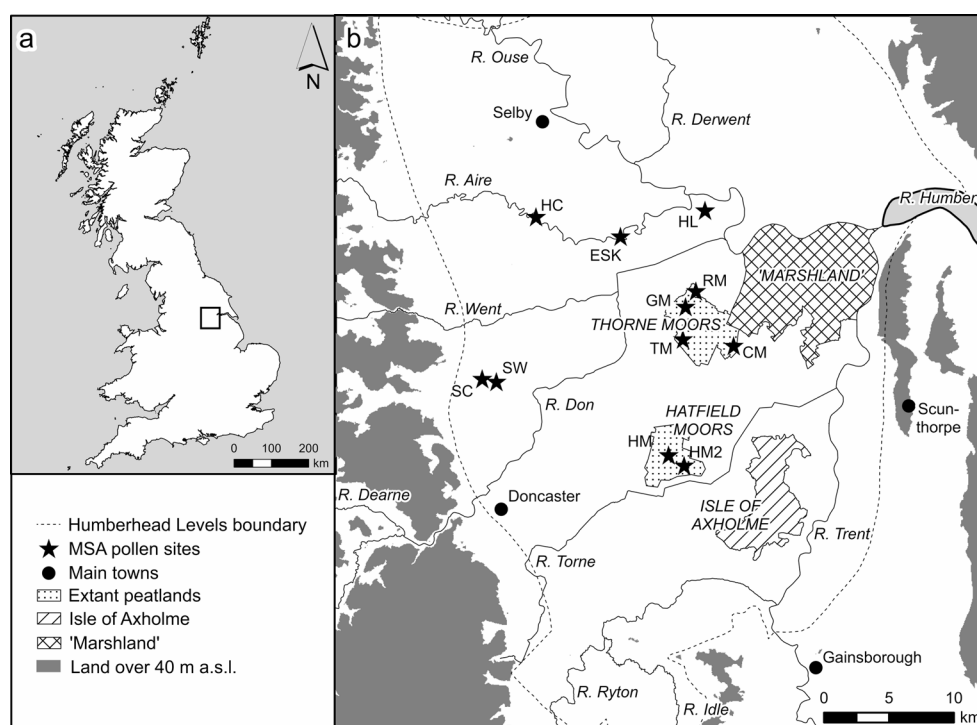 a
N
0 100 200
km
Humberhead Levels boundary
MSA pollen sites
Main towns
Extant peatlands
Isle of Axholme
'Marshland'
Land over 40 m a.s.l.
b
R. Ouse
Selby
R. Derwent
R. Aire
HC
HL
R. Humber
ESK
RM
'MARSHLAND'
GM
R. Went
THORNE MOORS
TM
CM
SW
SC
R. Don
Scun-
thorpe
HATFIELD
MOORS
HM
HM2
R. Dearne
Doncaster
ISLE OF
AXHOLME
R. Trent
R. Torne
Gainsborough
R. Ryton
R. Idle
0 5 10
km